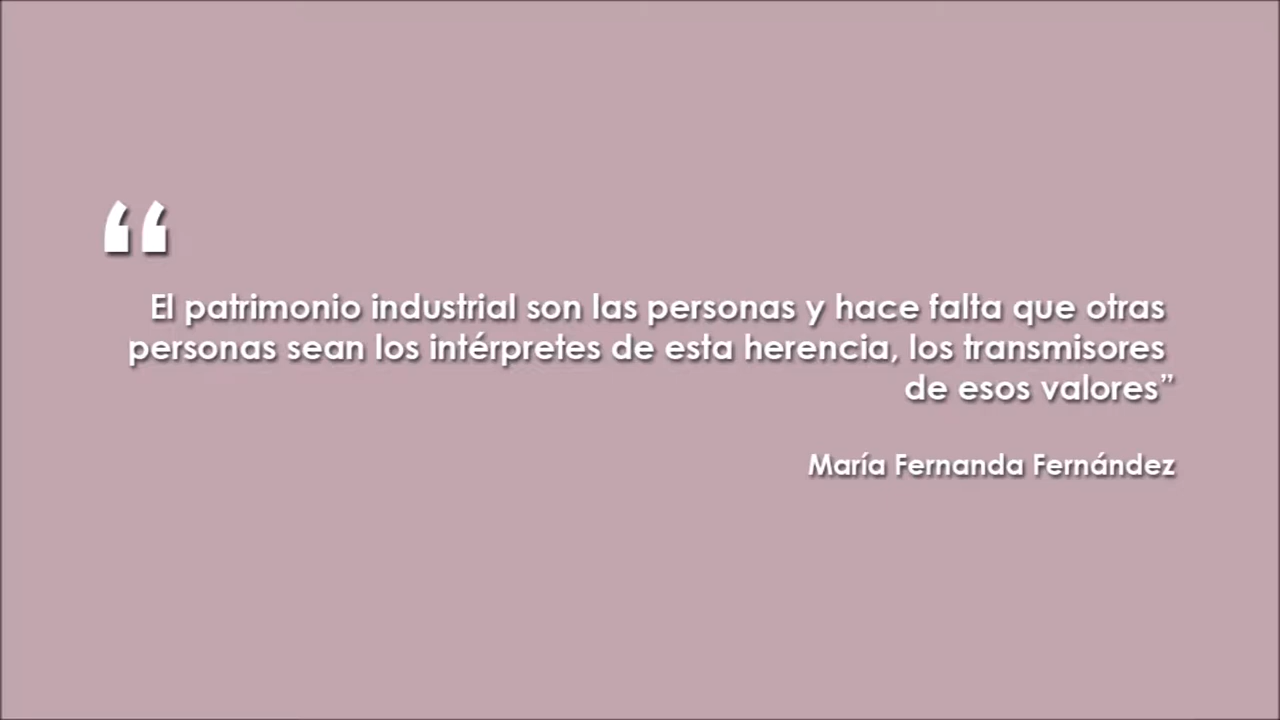 “
El patrimonio industrial son las personas y hace falta que otras
personas sean los intérpretes de esta herencia, los transmisores
de esos valores”
María Fernanda Fernández